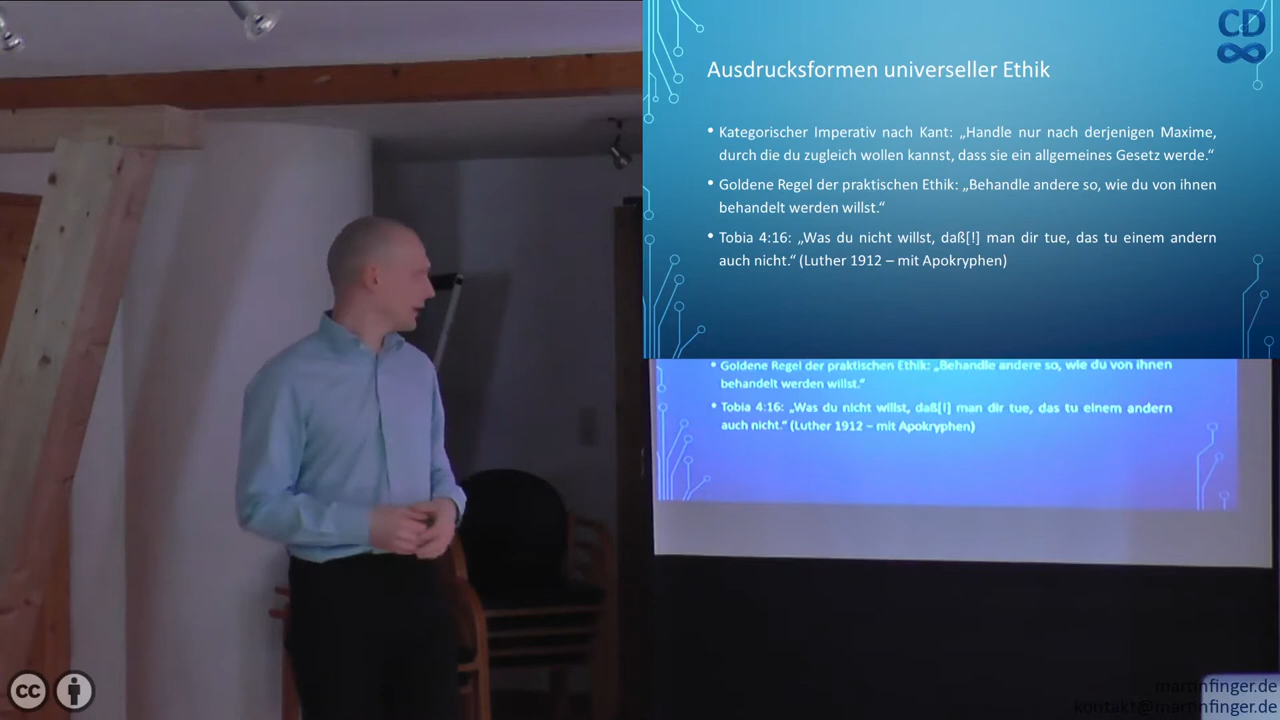 CD
Ausdrucksformen universeller Ethik
• Kategorischer Imperativ nach Kant: „Handle nur nach derjenigen Maxime,
durch die du zugleich wollen kannst, dass sie ein allgemeines Gesetz werde.“
• Goldene Regel der praktischen Ethik: „Behandle andere so, wie du von ihnen
behandelt werden willst.“
• Tobia 4:16: „Was du nicht willst, daß[!] man dir tue, das tu einem andern
auch nicht.“ (Luther 1912 – mit Apokryphen)
• Goldene Regel der praktischen Ethik: „Behandle andere so, wie du von ihnen
behandelt werden willst.“
• Tobia 4:16: „Was du nicht willst, daß[!] man dir tue, das tu einem andern
auch nicht.“ (Luther 1912 – mit Apokryphen)
cc
martinfinger.de
kontakt@martinfinger.de